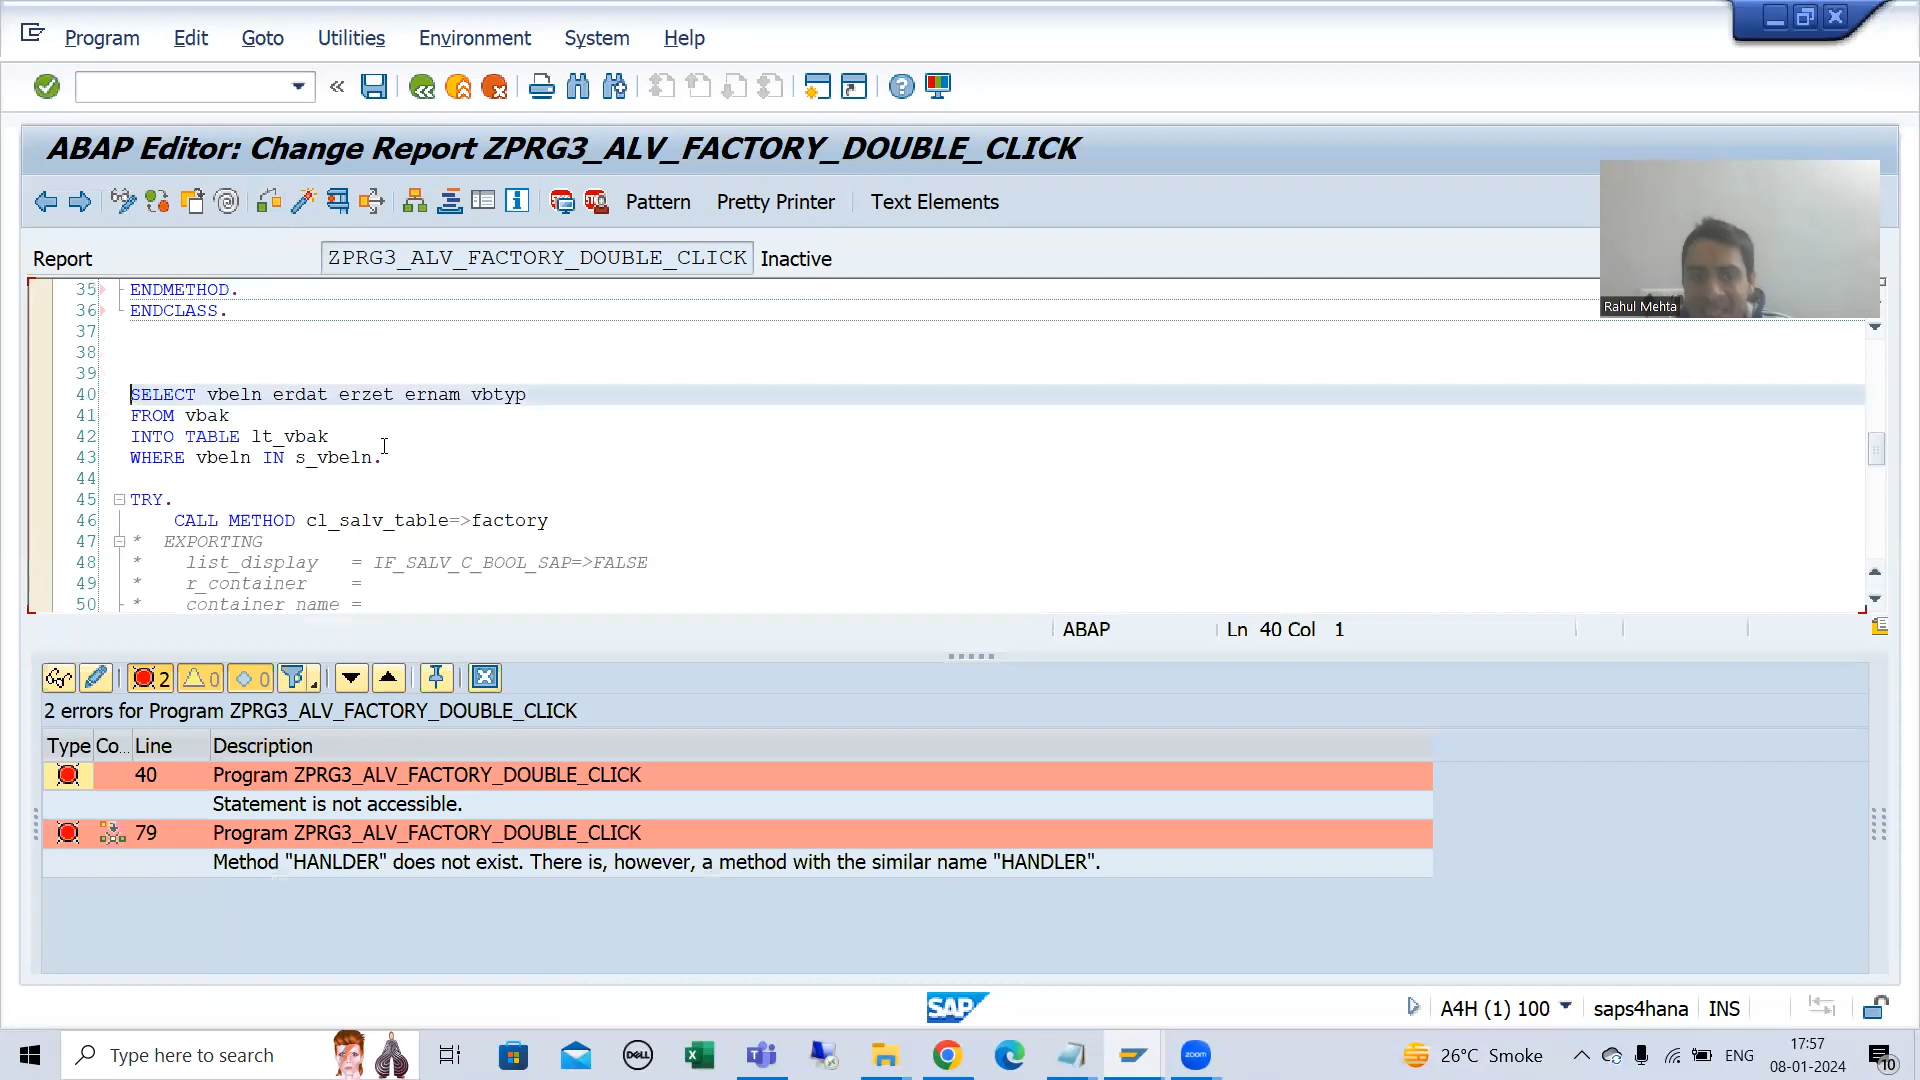 Program Edit Goto Utilities Environment System Help
ABAP Editor: Change Report ZPRG3_ALV_FACTORY_DOUBLE_CLICK
Pattern Pretty Printer Text Elements
Report ZPRG3_ALV_FACTORY_DOUBLE_CLICK Inactive
Rahul Mehta
35 ENDMETHOD.
36 ENDCLASS.
37
38
39
40 SELECT vbeln erdat erzet ernam vbtyp
41 FROM vbak
42 INTO TABLE lt_vbak
43 WHERE vbeln IN s_vbeln.
44
45 TRY.
46 CALL METHOD cl_salv_table=>factory
47 * EXPORTING
48 * list_display = IF_SALV_C_BOOL_SAP=>FALSE
49 * r_container =
50 * container_name =
ABAP Ln 40 Col 1
2 0 0
2 errors for Program ZPRG3_ALV_FACTORY_DOUBLE_CLICK
Type Co... Line Description
40 Program ZPRG3_ALV_FACTORY_DOUBLE_CLICK
Statement is not accessible.
79 Program ZPRG3_ALV_FACTORY_DOUBLE_CLICK
Method "HANLDER" does not exist. There is, however, a method with the similar name "HANDLER".
SAP
A4H (1) 100 saps4hana INS
Type here to search
DELL
zoom
26°C Smoke
ENG
17:57
08-01-2024
10